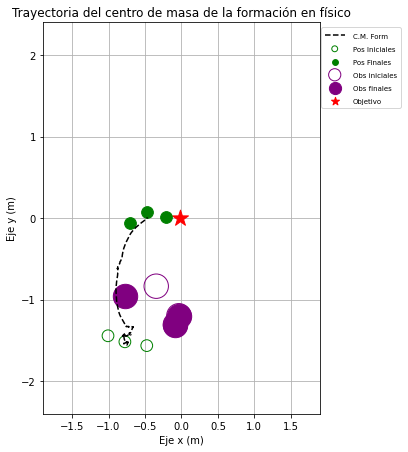 Trayectoria del centro de masa de la formación en físico
C.M. Form
Pos Iniciales
Pos Finales
Obs iniciales
Obs finales
Objetivo
Eje y (m)
2
1
0
−1
−2
−1.5
−1.0
−0.5
0.0
0.5
1.0
1.5
Eje x (m)